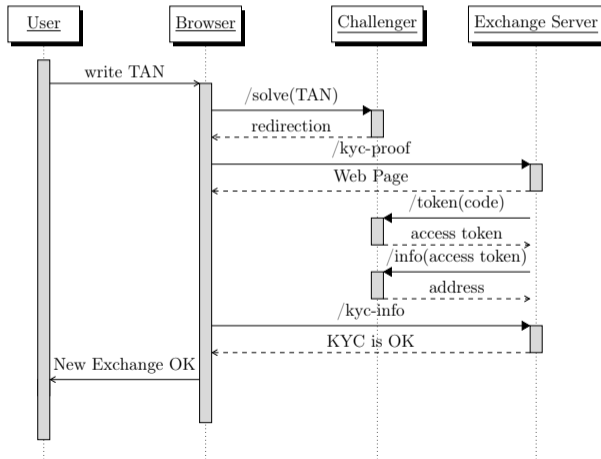 User
Browser
Challenger
Exchange Server
write TAN
/solve(TAN)
redirection
/kyc-proof
Web Page
/token(code)
access token
/info(access token)
address
/kyc-info
KYC is OK
New Exchange OK